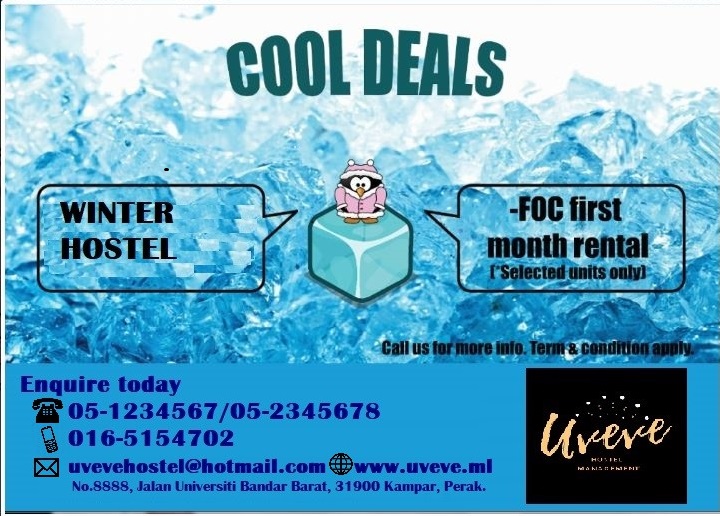 COOL DEALS
WINTER
HOSTEL
-FOC first
month rental
(*Selected units only)
Call us for more info. Term & condition apply.
Enquire today
05-1234567/05-2345678
016-5154702
uvevehostel@hotmail.com www.uveve.ml
No.8888, Jalan Universiti Bandar Barat, 31900 Kampar, Perak.
Uveve
HOSTEL
MANAGEMENT